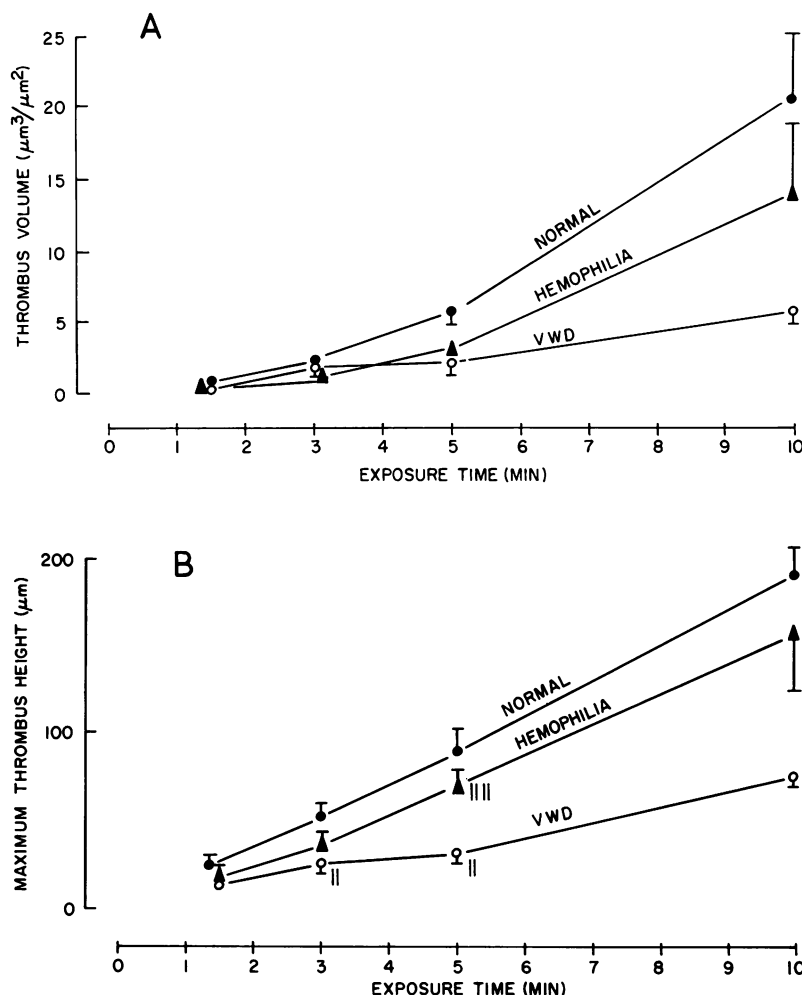 A
THROMBUS VOLUME (μm³/μm²)
25
20
15
10
5
0
NORMAL
HEMOPHILIA
VWD
0 1 2 3 4 5 6 7 8 9 10
EXPOSURE TIME (MIN)
B
MAXIMUM THROMBUS HEIGHT (μm)
200
100
0
NORMAL
HEMOPHILIA
VWD
|| ||
||
||
0 1 2 3 4 5 6 7 8 9 10
EXPOSURE TIME (MIN)